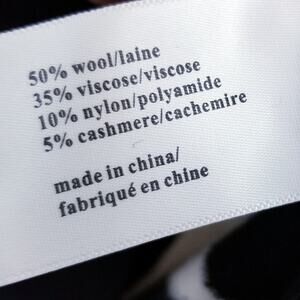 50% wool/laine
35% viscose/viscose
10% nylon/polyamide
5% cashmere/cachemire
made in china/
fabriqué en chine